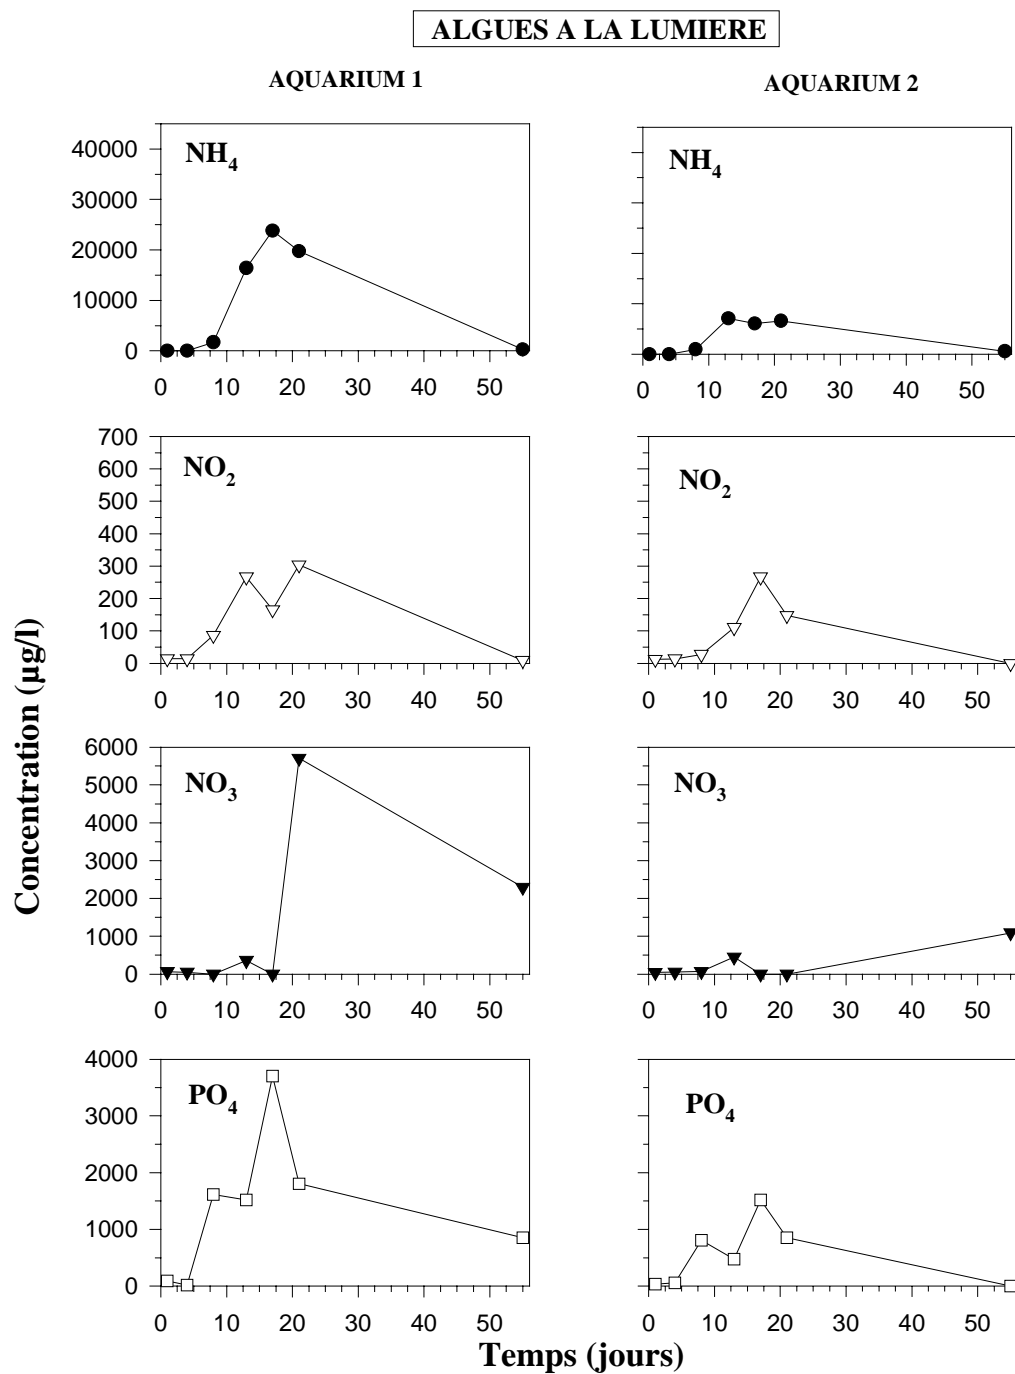 ALGUES A LA LUMIERE
AQUARIUM 1
AQUARIUM 2
Concentration (µg/l)
NH4
40000
30000
20000
10000
0
0 10 20 30 40 50
NH4
0 10 20 30 40 50
NO2
700
600
500
400
300
200
100
0
0 10 20 30 40 50
NO2
0 10 20 30 40 50
NO3
6000
5000
4000
3000
2000
1000
0
0 10 20 30 40 50
NO3
0 10 20 30 40 50
PO4
4000
3000
2000
1000
0
0 10 20 30 40 50
PO4
0 10 20 30 40 50
Temps (jours)